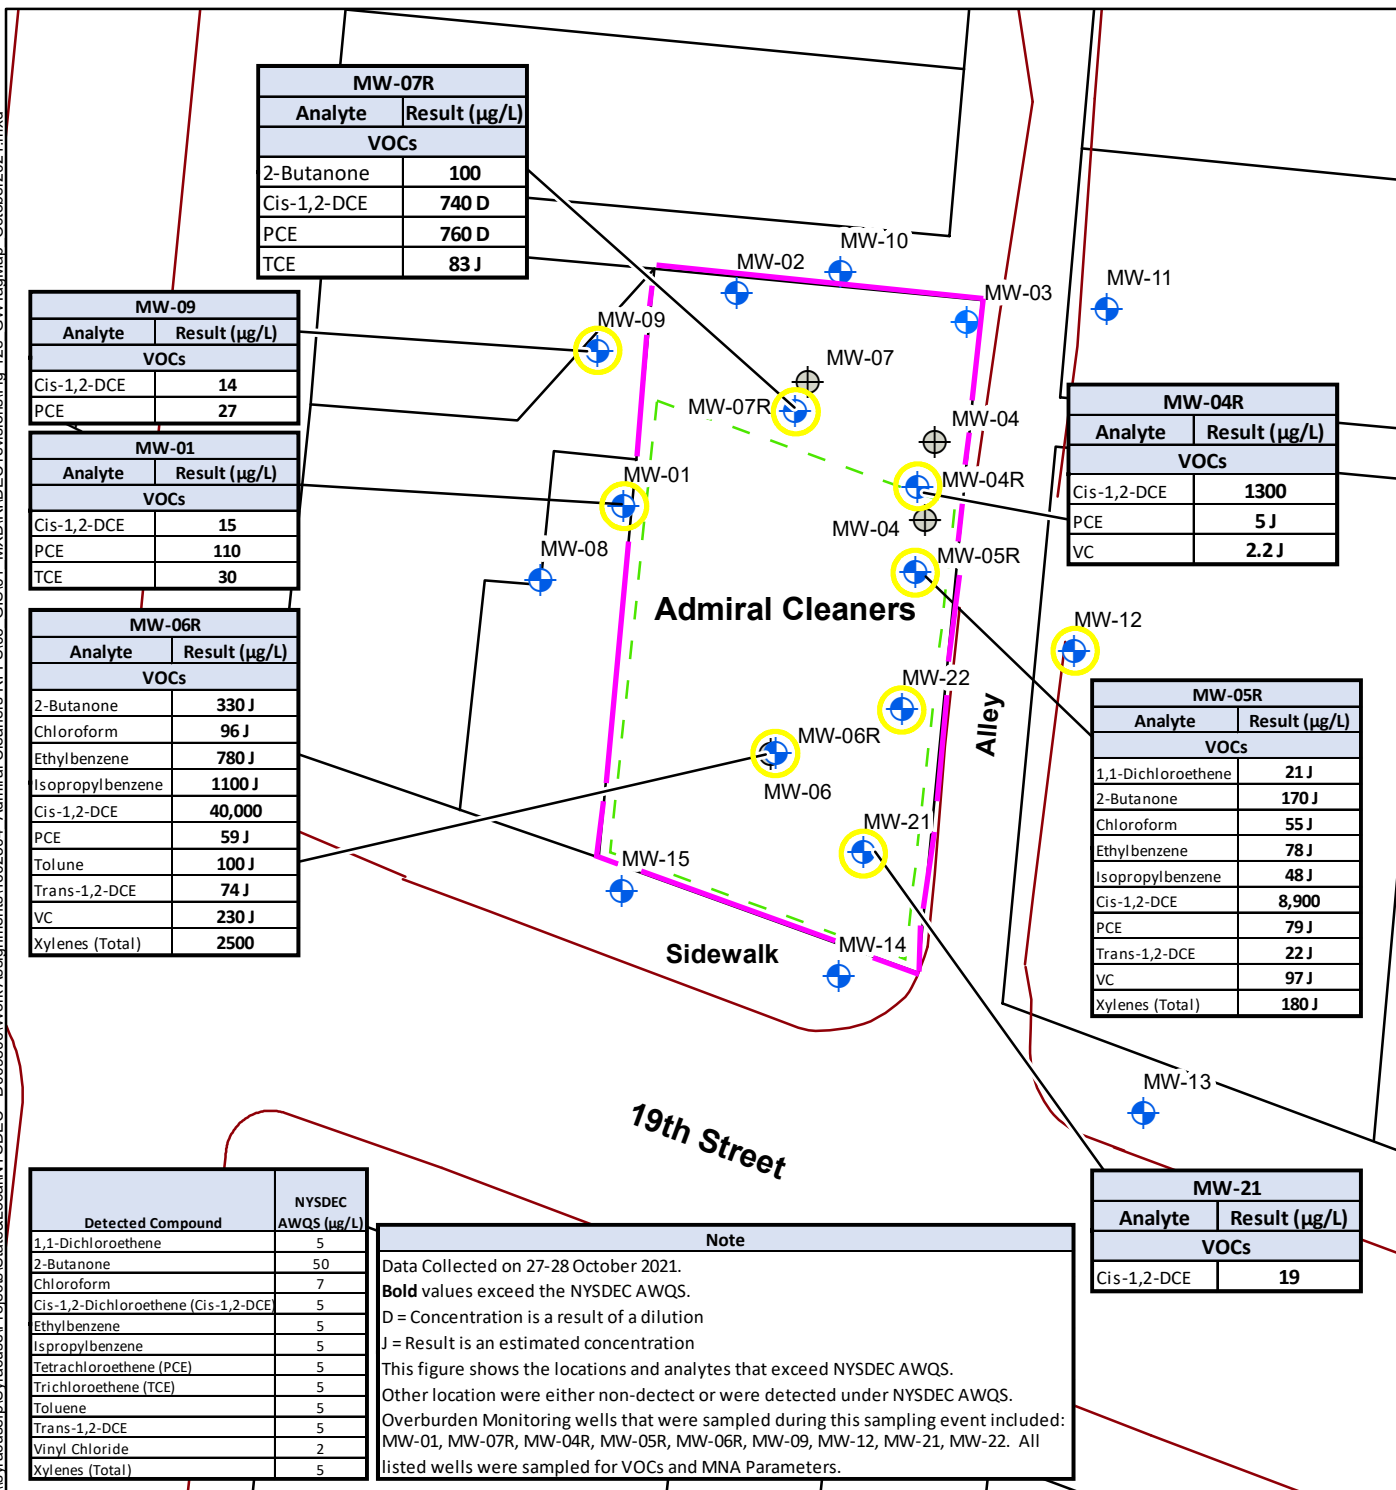 MW-07R
Analyte Result (µg/L)
VOCs
2-Butanone 100
Cis-1,2-DCE 740 D
PCE 760 D
TCE 83 J
MW-09
Analyte Result (µg/L)
VOCs
Cis-1,2-DCE 14
PCE 27
MW-01
Analyte Result (µg/L)
VOCs
Cis-1,2-DCE 15
PCE 110
TCE 30
MW-06R
Analyte Result (µg/L)
VOCs
2-Butanone 330 J
Chloroform 96 J
Ethylbenzene 780 J
Isopropylbenzene 1100 J
Cis-1,2-DCE 40,000
PCE 59 J
Tolune 100 J
Trans-1,2-DCE 74 J
VC 230 J
Xylenes (Total) 2500
MW-10
MW-02
MW-03
MW-11
MW-09
MW-07
MW-07R
MW-04
MW-01
MW-04R
MW-04
MW-08
MW-05R
Admiral Cleaners
MW-12
MW-22
Alley
MW-06R
MW-06
MW-21
MW-15
MW-14
Sidewalk
MW-13
19th Street
MW-04R
Analyte Result (µg/L)
VOCs
Cis-1,2-DCE 1300
PCE 5 J
VC 2.2 J
MW-05R
Analyte Result (µg/L)
VOCs
1,1-Dichloroethene 21 J
2-Butanone 170 J
Chloroform 55 J
Ethylbenzene 78 J
Isopropylbenzene 48 J
Cis-1,2-DCE 8,900
PCE 79 J
Trans-1,2-DCE 22 J
VC 97 J
Xylenes (Total) 180 J
MW-21
Analyte Result (µg/L)
VOCs
Cis-1,2-DCE 19
NYSDEC
Detected Compound AWQS (µg/L)
1,1-Dichloroethene 5
2-Butanone 50
Chloroform 7
Cis-1,2-Dichloroethene (Cis-1,2-DCE) 5
Ethylbenzene 5
Ispropylbenzene 5
Tetrachloroethene (PCE) 5
Trichloroethene (TCE) 5
Toluene 5
Trans-1,2-DCE 5
Vinyl Chloride 2
Xylenes (Total) 5
Note
Data Collected on 27-28 October 2021.
Bold values exceed the NYSDEC AWQS.
D = Concentration is a result of a dilution
J = Result is an estimated concentration
This figure shows the locations and analytes that exceed NYSDEC AWQS.
Other location were either non-dectect or were detected under NYSDEC AWQS.
Overburden Monitoring wells that were sampled during this sampling event included:
MW-01, MW-07R, MW-04R, MW-05R, MW-06R, MW-09, MW-12, MW-21, MW-22. All
listed wells were sampled for VOCs and MNA Parameters.